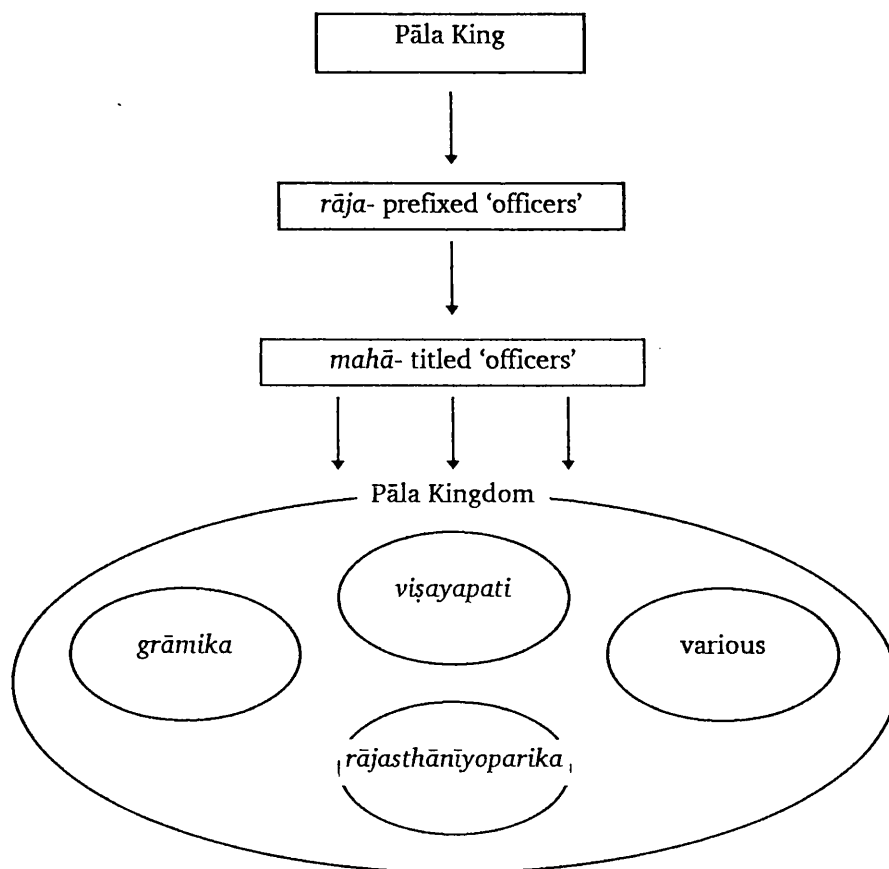 Pāla King
rāja- prefixed ‘officers’
mahā- titled ‘officers’
Pāla Kingdom
viṣayapati
grāmika
various
rājasthānīyoparika